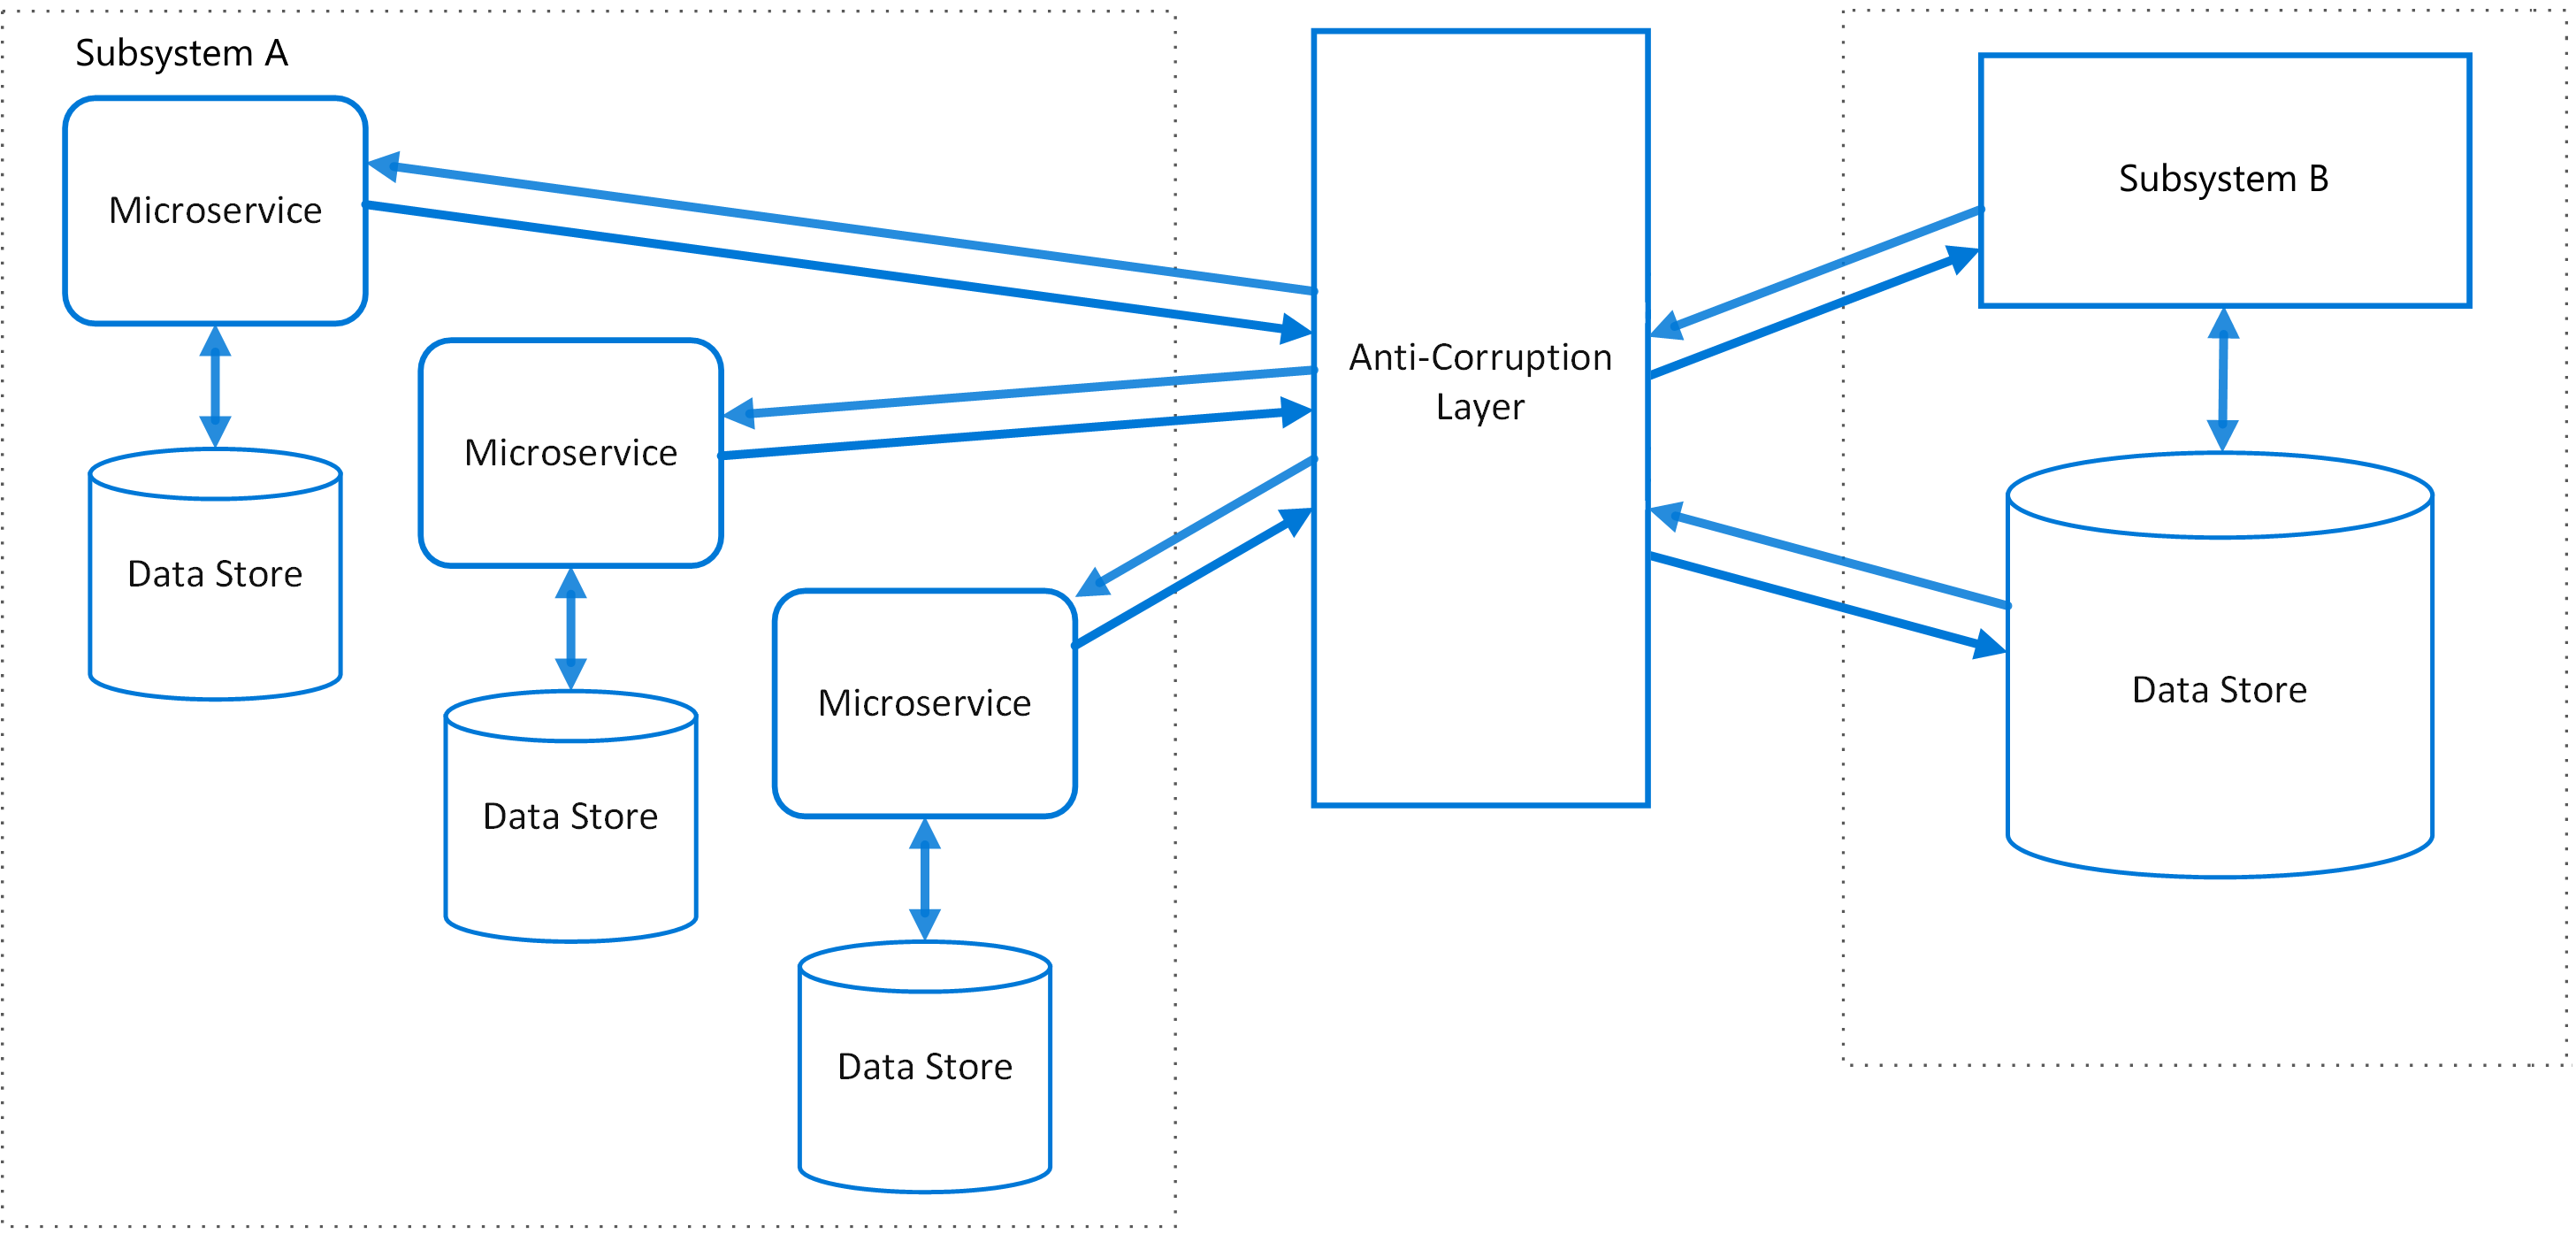 Subsystem A
Microservice
Data Store
Microservice
Data Store
Microservice
Data Store
Anti-Corruption
Layer
Subsystem B
Data Store